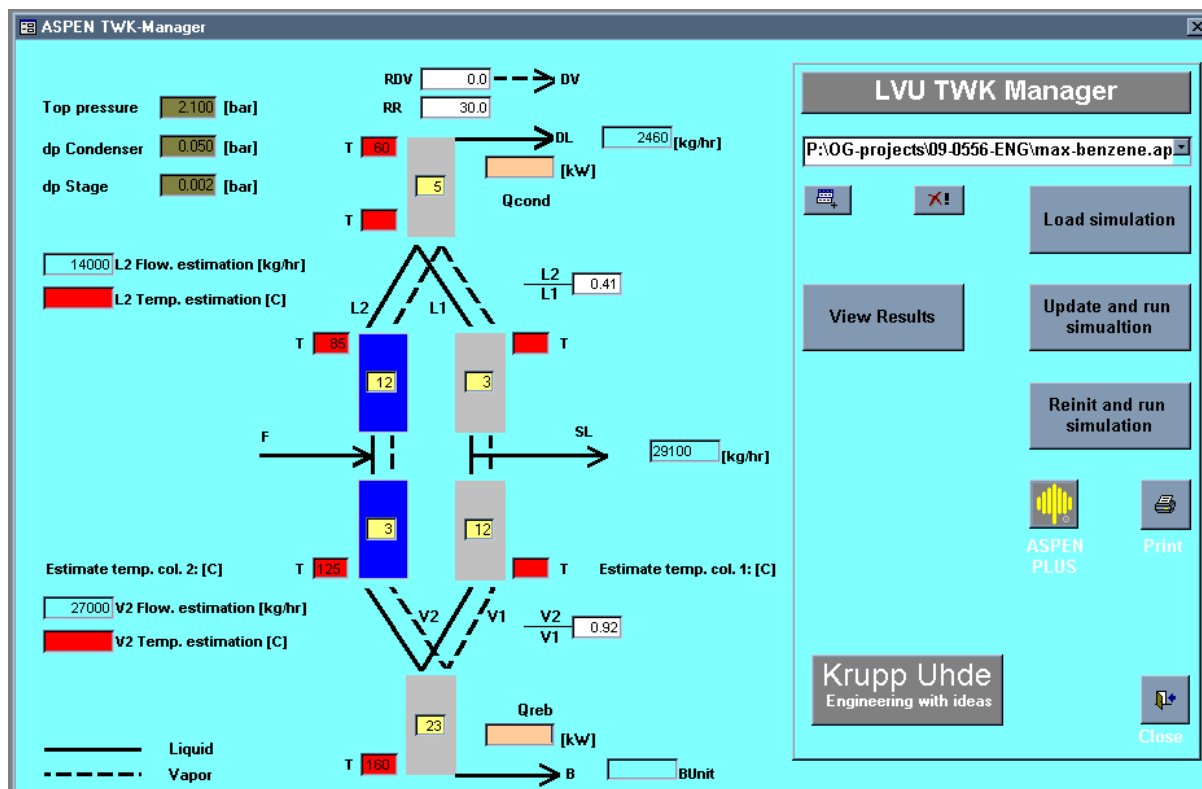 ASPEN TWK-Manager
RDV 0.0 DV
RR 30.0
Top pressure 2.100 [bar]
dp Condenser 0.050 [bar]
dp Stage 0.002 [bar]
T 60
DL 2460 [kg/hr]
[kW]
Qcond
5
T
14000 L2 Flow. estimation [kg/hr]
L2 Temp. estimation [C]
L2 L1
L2
L1
0.41
T 85
T
12
3
F
SL
29100 [kg/hr]
3
12
Estimate temp. col. 2: [C] T 125
T Estimate temp. col. 1: [C]
27000 V2 Flow. estimation [kg/hr]
V2 Temp. estimation [C]
V2 V1
V2
V1
0.92
23
Qreb
[kW]
Liquid
Vapor
T 160
B BUnit
LVU TWK Manager
P:\OG-projects\09-0556-ENG\max-benzene.ap
Load simulation
View Results
Update and run
simualtion
Reinit and run
simulation
ASPEN
PLUS
Print
Krupp Uhde
Engineering with ideas
Close